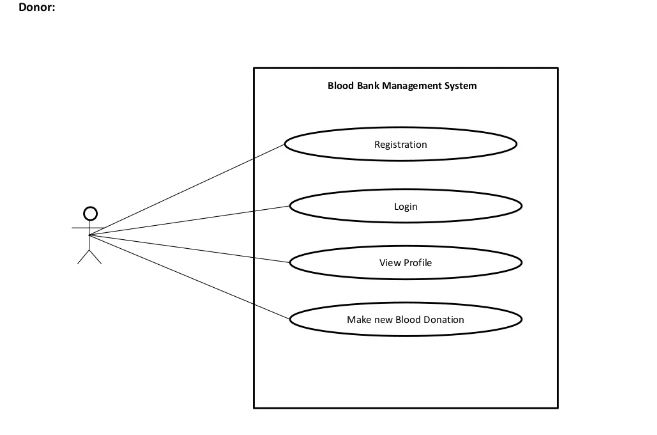 Donor:
Blood Bank Management System
Registration
Login
View Profile
Make new Blood Donation